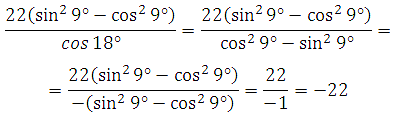 22(sin² 9° − cos² 9°) / cos 18° = 22(sin² 9° − cos² 9°) / cos² 9° − sin² 9° =
= 22(sin² 9° − cos² 9°) / −(sin² 9° − cos² 9°) = 22 / −1 = −22